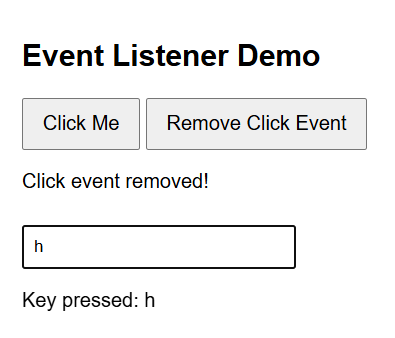 Event Listener Demo
Click Me Remove Click Event
Click event removed!
h
Key pressed: h